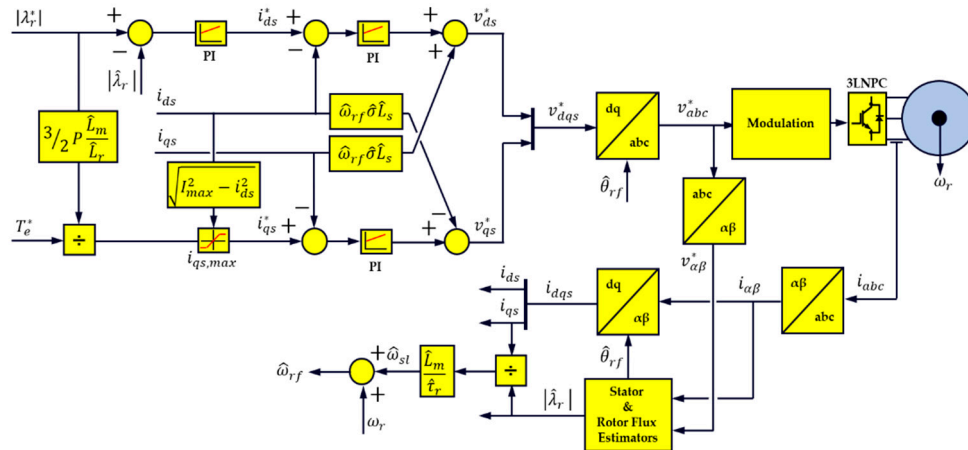 |λ*r| + − i*ds + − + + v*ds
PI PI
|λ̂r|
ids ω̂rf σ̂L̂s
iqs ω̂rf σ̂L̂s
3/2 P L̂m/L̂r
√I²max − i²ds
T*e ÷ iqs,max i*qs + − + − v*qs
PI
v*dqs dq abc v*abc Modulation 3LNPC
θ̂rf
ωr
abc αβ
v*αβ
ids
iqs
idqs dq αβ iαβ αβ abc iabc
θ̂rf
ω̂rf + + ω̂sl L̂m/τ̂r ÷
ωr
|λ̂r|
Stator
&
Rotor Flux
Estimators